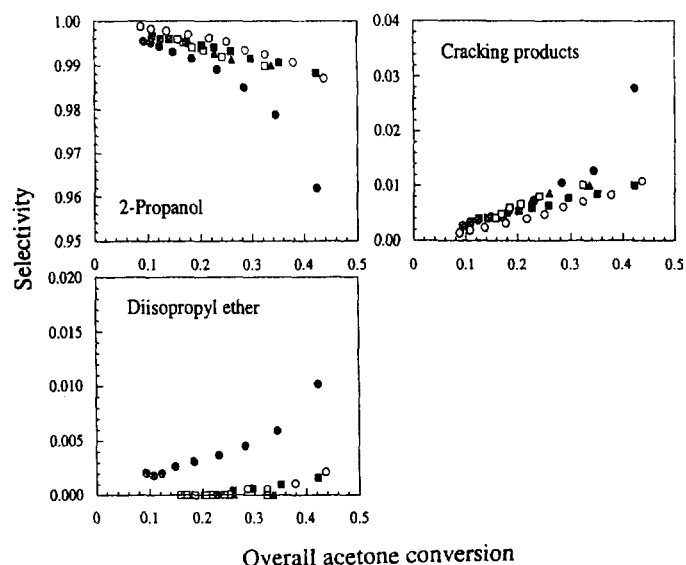 1.00
0.99
0.98
0.97
0.96
0.95
0 0.1 0.2 0.3 0.4 0.5
2-Propanol
0.04
0.03
0.02
0.01
0.00
0 0.1 0.2 0.3 0.4 0.5
Cracking products
Selectivity
0.020
0.015
0.010
0.005
0.000
0 0.1 0.2 0.3 0.4 0.5
Diisopropyl ether
Overall acetone conversion